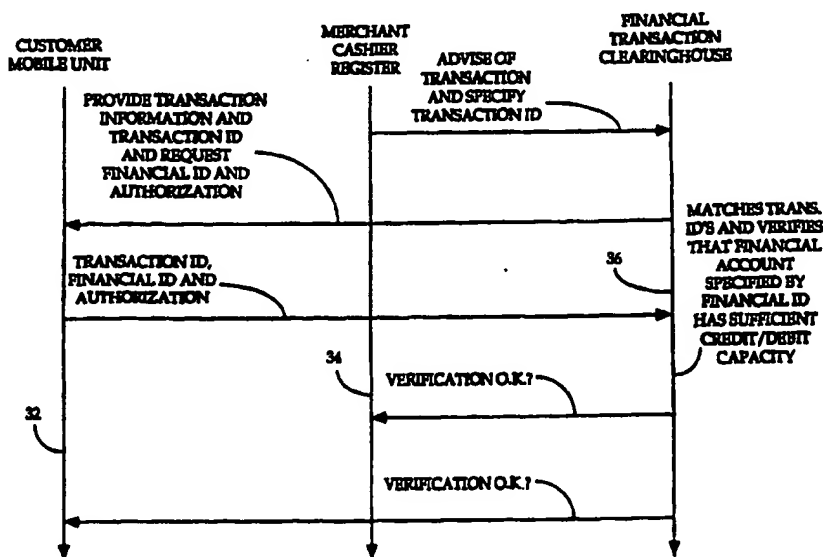 CUSTOMER
MOBILE UNIT
MERCHANT
CASHIER
REGISTER
FINANCIAL
TRANSACTION
CLEARINGHOUSE
ADVISE OF
TRANSACTION
AND SPECIFY
TRANSACTION ID
PROVIDE TRANSACTION
INFORMATION AND
TRANSACTION ID
AND REQUEST
FINANCIAL ID AND
AUTHORIZATION
MATCHES TRANS.
ID'S AND VERIFIES
THAT FINANCIAL
ACCOUNT
SPECIFIED BY
FINANCIAL ID
HAS SUFFICIENT
CREDIT/DEBIT
CAPACITY
36
TRANSACTION ID,
FINANCIAL ID AND
AUTHORIZATION
34
VERIFICATION O.K.?
32
VERIFICATION O.K.?